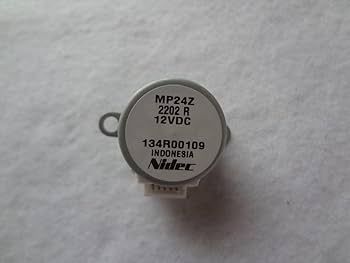 MP24Z
2202 R
12VDC
134R00109
INDONESIA
Nidec